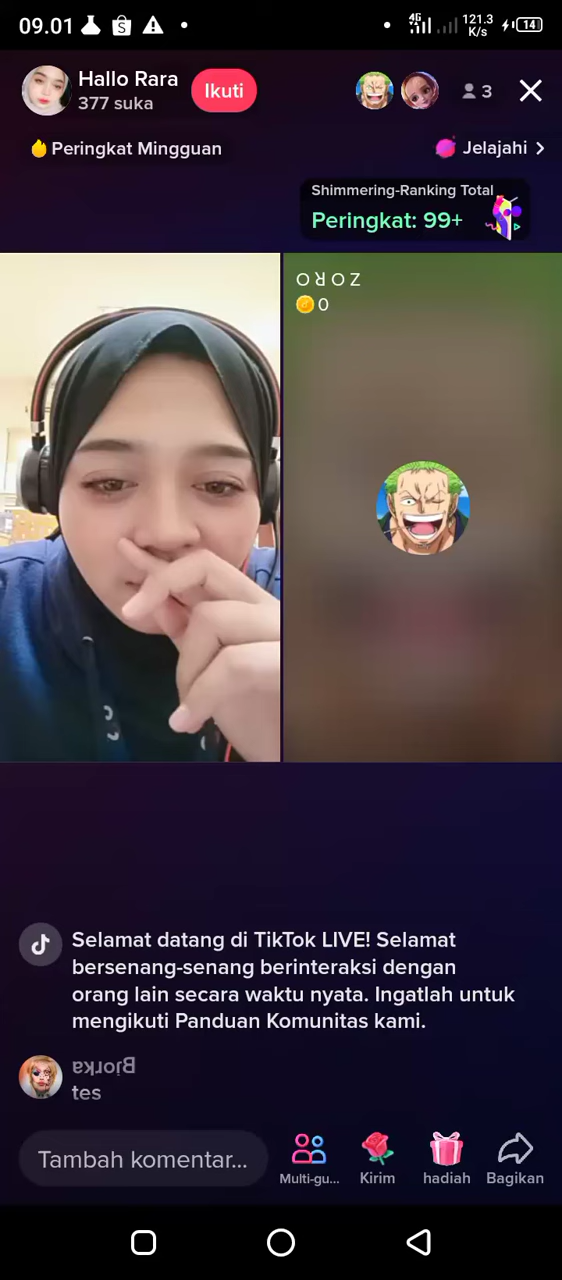 09.01
4G
121.3
K/s
14
Hallo Rara
377 suka
Ikuti
3
Peringkat Mingguan
Jelajahi
Shimmering-Ranking Total
Peringkat: 99+
O ꓤ O Z
0
Selamat datang di TikTok LIVE! Selamat
bersenang-senang berinteraksi dengan
orang lain secara waktu nyata. Ingatlah untuk
mengikuti Panduan Komunitas kami.
ɐʞɹoɾꓭ
tes
Tambah komentar...
Multi-gu...
Kirim
hadiah
Bagikan